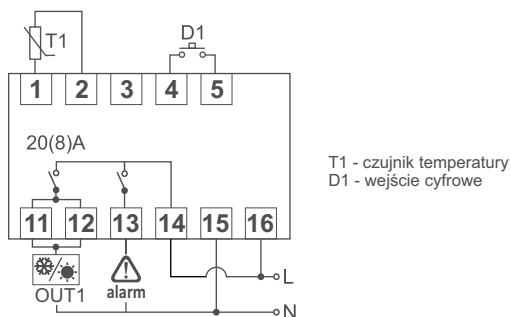 T1
D1
1 2 3 4 5
20(8)A
T1 - czujnik temperatury
D1 - wejście cyfrowe
11 12 13 14 15 16
OUT1
alarm
L
N